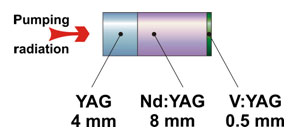 Pumping
radiation
YAG Nd:YAG V:YAG
4 mm 8 mm 0.5 mm